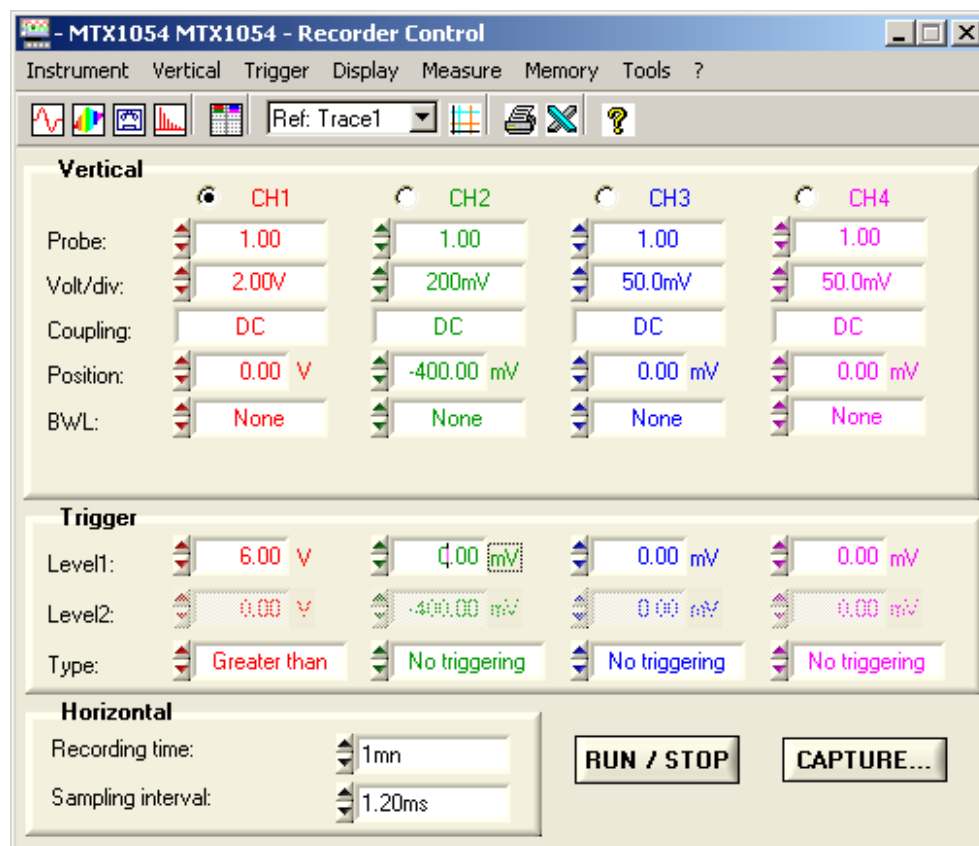 - MTX1054 MTX1054 - Recorder Control
Instrument Vertical Trigger Display Measure Memory Tools ?
Ref: Trace1 ?
Vertical
CH1 CH2 CH3 CH4
Probe: 1.00 1.00 1.00 1.00
Volt/div: 2.00V 200mV 50.0mV 50.0mV
Coupling: DC DC DC DC
Position: 0.00 V -400.00 mV 0.00 mV 0.00 mV
BWL: None None None None
Trigger
Level1: 6.00 V 0.00 mV 0.00 mV 0.00 mV
Level2: 0.00 V -400.00 mV 0.00 mV 0.00 mV
Type: Greater than No triggering No triggering No triggering
Horizontal
Recording time: 1mn
Sampling interval: 1.20ms
RUN / STOP CAPTURE...